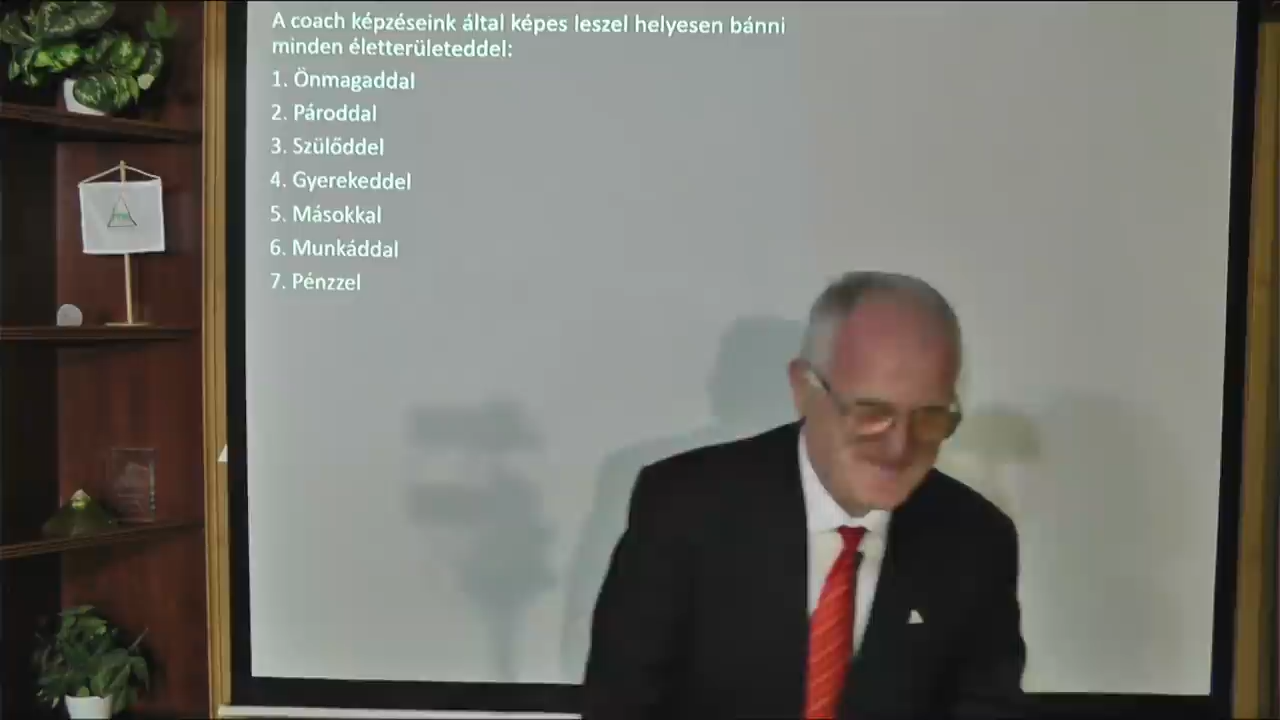 A coach képzéseink által képes leszel helyesen bánni
minden életterületeddel:
1. Önmagaddal
2. Pároddal
3. Szülőddel
4. Gyerekeddel
5. Másokkal
6. Munkáddal
7. Pénzzel